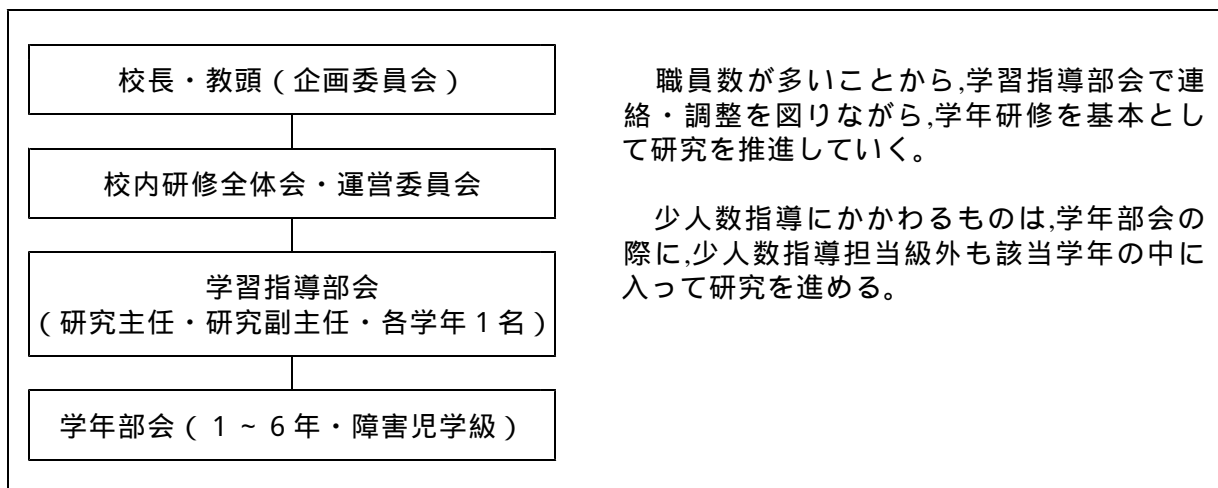 校長・教頭（企画委員会）
校内研修全体会・運営委員会
学習指導部会
（研究主任・研究副主任・各学年１名）
学年部会（１～６年・障害児学級）
職員数が多いことから,学習指導部会で連
絡・調整を図りながら,学年研修を基本とし
て研究を推進していく。
少人数指導にかかわるものは,学年部会の
際に,少人数指導担当級外も該当学年の中に
入って研究を進める。